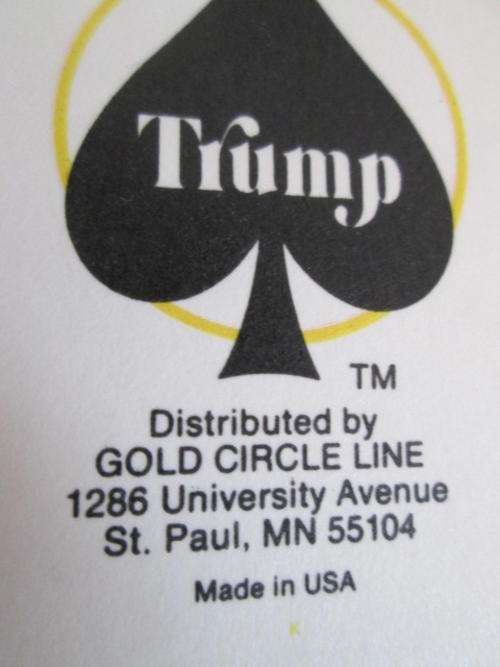 Trump
TM
Distributed by
GOLD CIRCLE LINE
1286 University Avenue
St. Paul, MN 55104
Made in USA
K